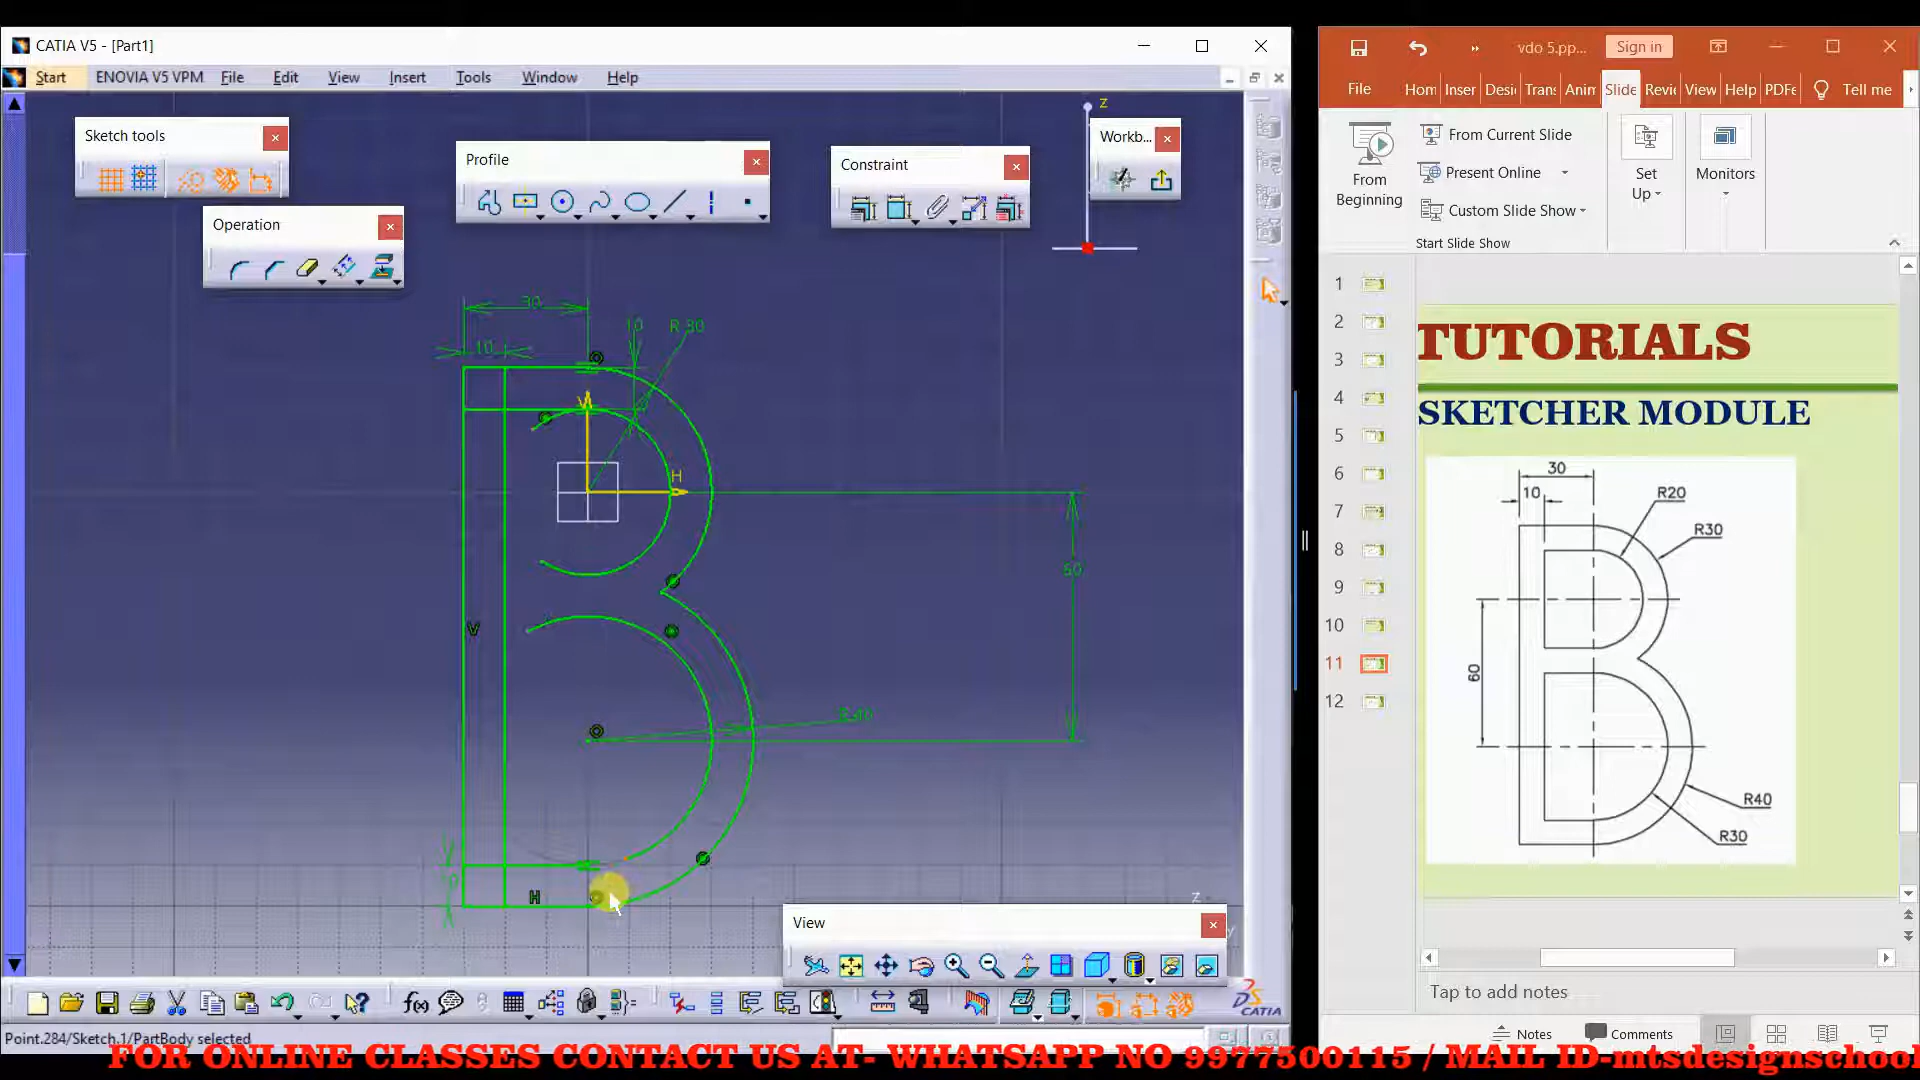 CATIA V5 - [Part1]
Start ENOVIA V5 VPM File Edit View Insert Tools Window Help
Sketch tools
Operation
Profile
Constraint
Workb...
z
30
10
10
R 30
V
H
V
60
H
z
View
CATIA
Point.284/Sketch.1/PartBody selected
vdo 5.pp... Sign in
File Hom Inser Desi Trans Anim Slide Revie View Help PDFe Tell me
From Beginning
From Current Slide
Present Online
Custom Slide Show
Start Slide Show
Set Up
Monitors
1
2
3
4
5
6
7
8
9
10
11
12
TUTORIALS
SKETCHER MODULE
30
10
R20
R30
60
R40
R30
Tap to add notes
Notes Comments
FOR ONLINE CLASSES CONTACT US AT- WHATSAPP NO 9977500115 / MAIL ID-mtsdesignschool